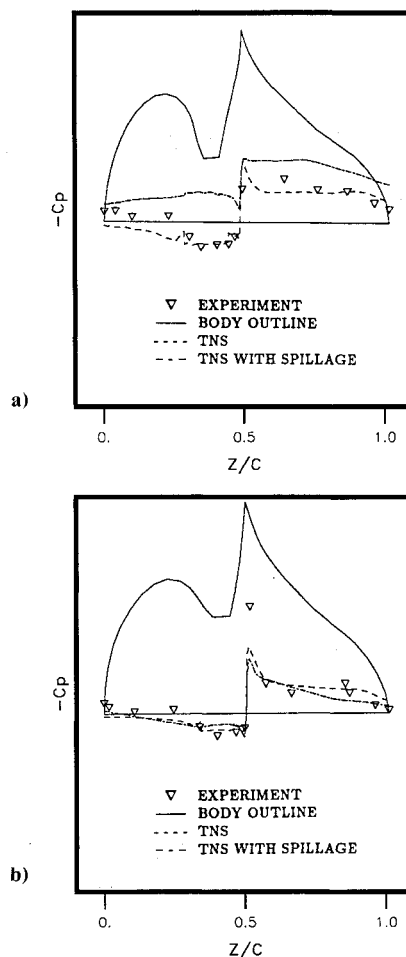 -Cp
▽ EXPERIMENT
BODY OUTLINE
TNS
TNS WITH SPILLAGE
a)
0. 0.5 1.0
Z/C
-Cp
▽ EXPERIMENT
BODY OUTLINE
TNS
TNS WITH SPILLAGE
b)
0. 0.5 1.0
Z/C